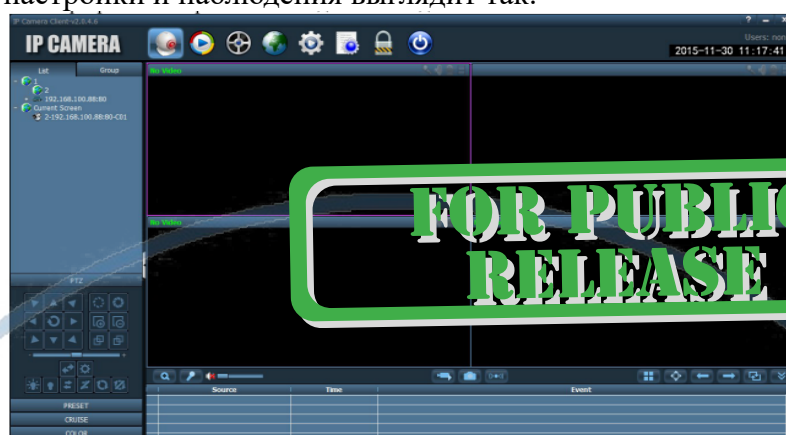 настройки и наблюдения выглядит так:
IP Camera Client-v2.0.4.6
IP CAMERA
Users: non
2015-11-30 11:17:41
List Group
No Video
1
2
192.168.100.88:80
Current Screen
2-192.168.100.88:80-C01
FOR PUBLIC
RELEASE
No Video
PTZ
Source Time Event
PRESET
CRUISE
COLOR